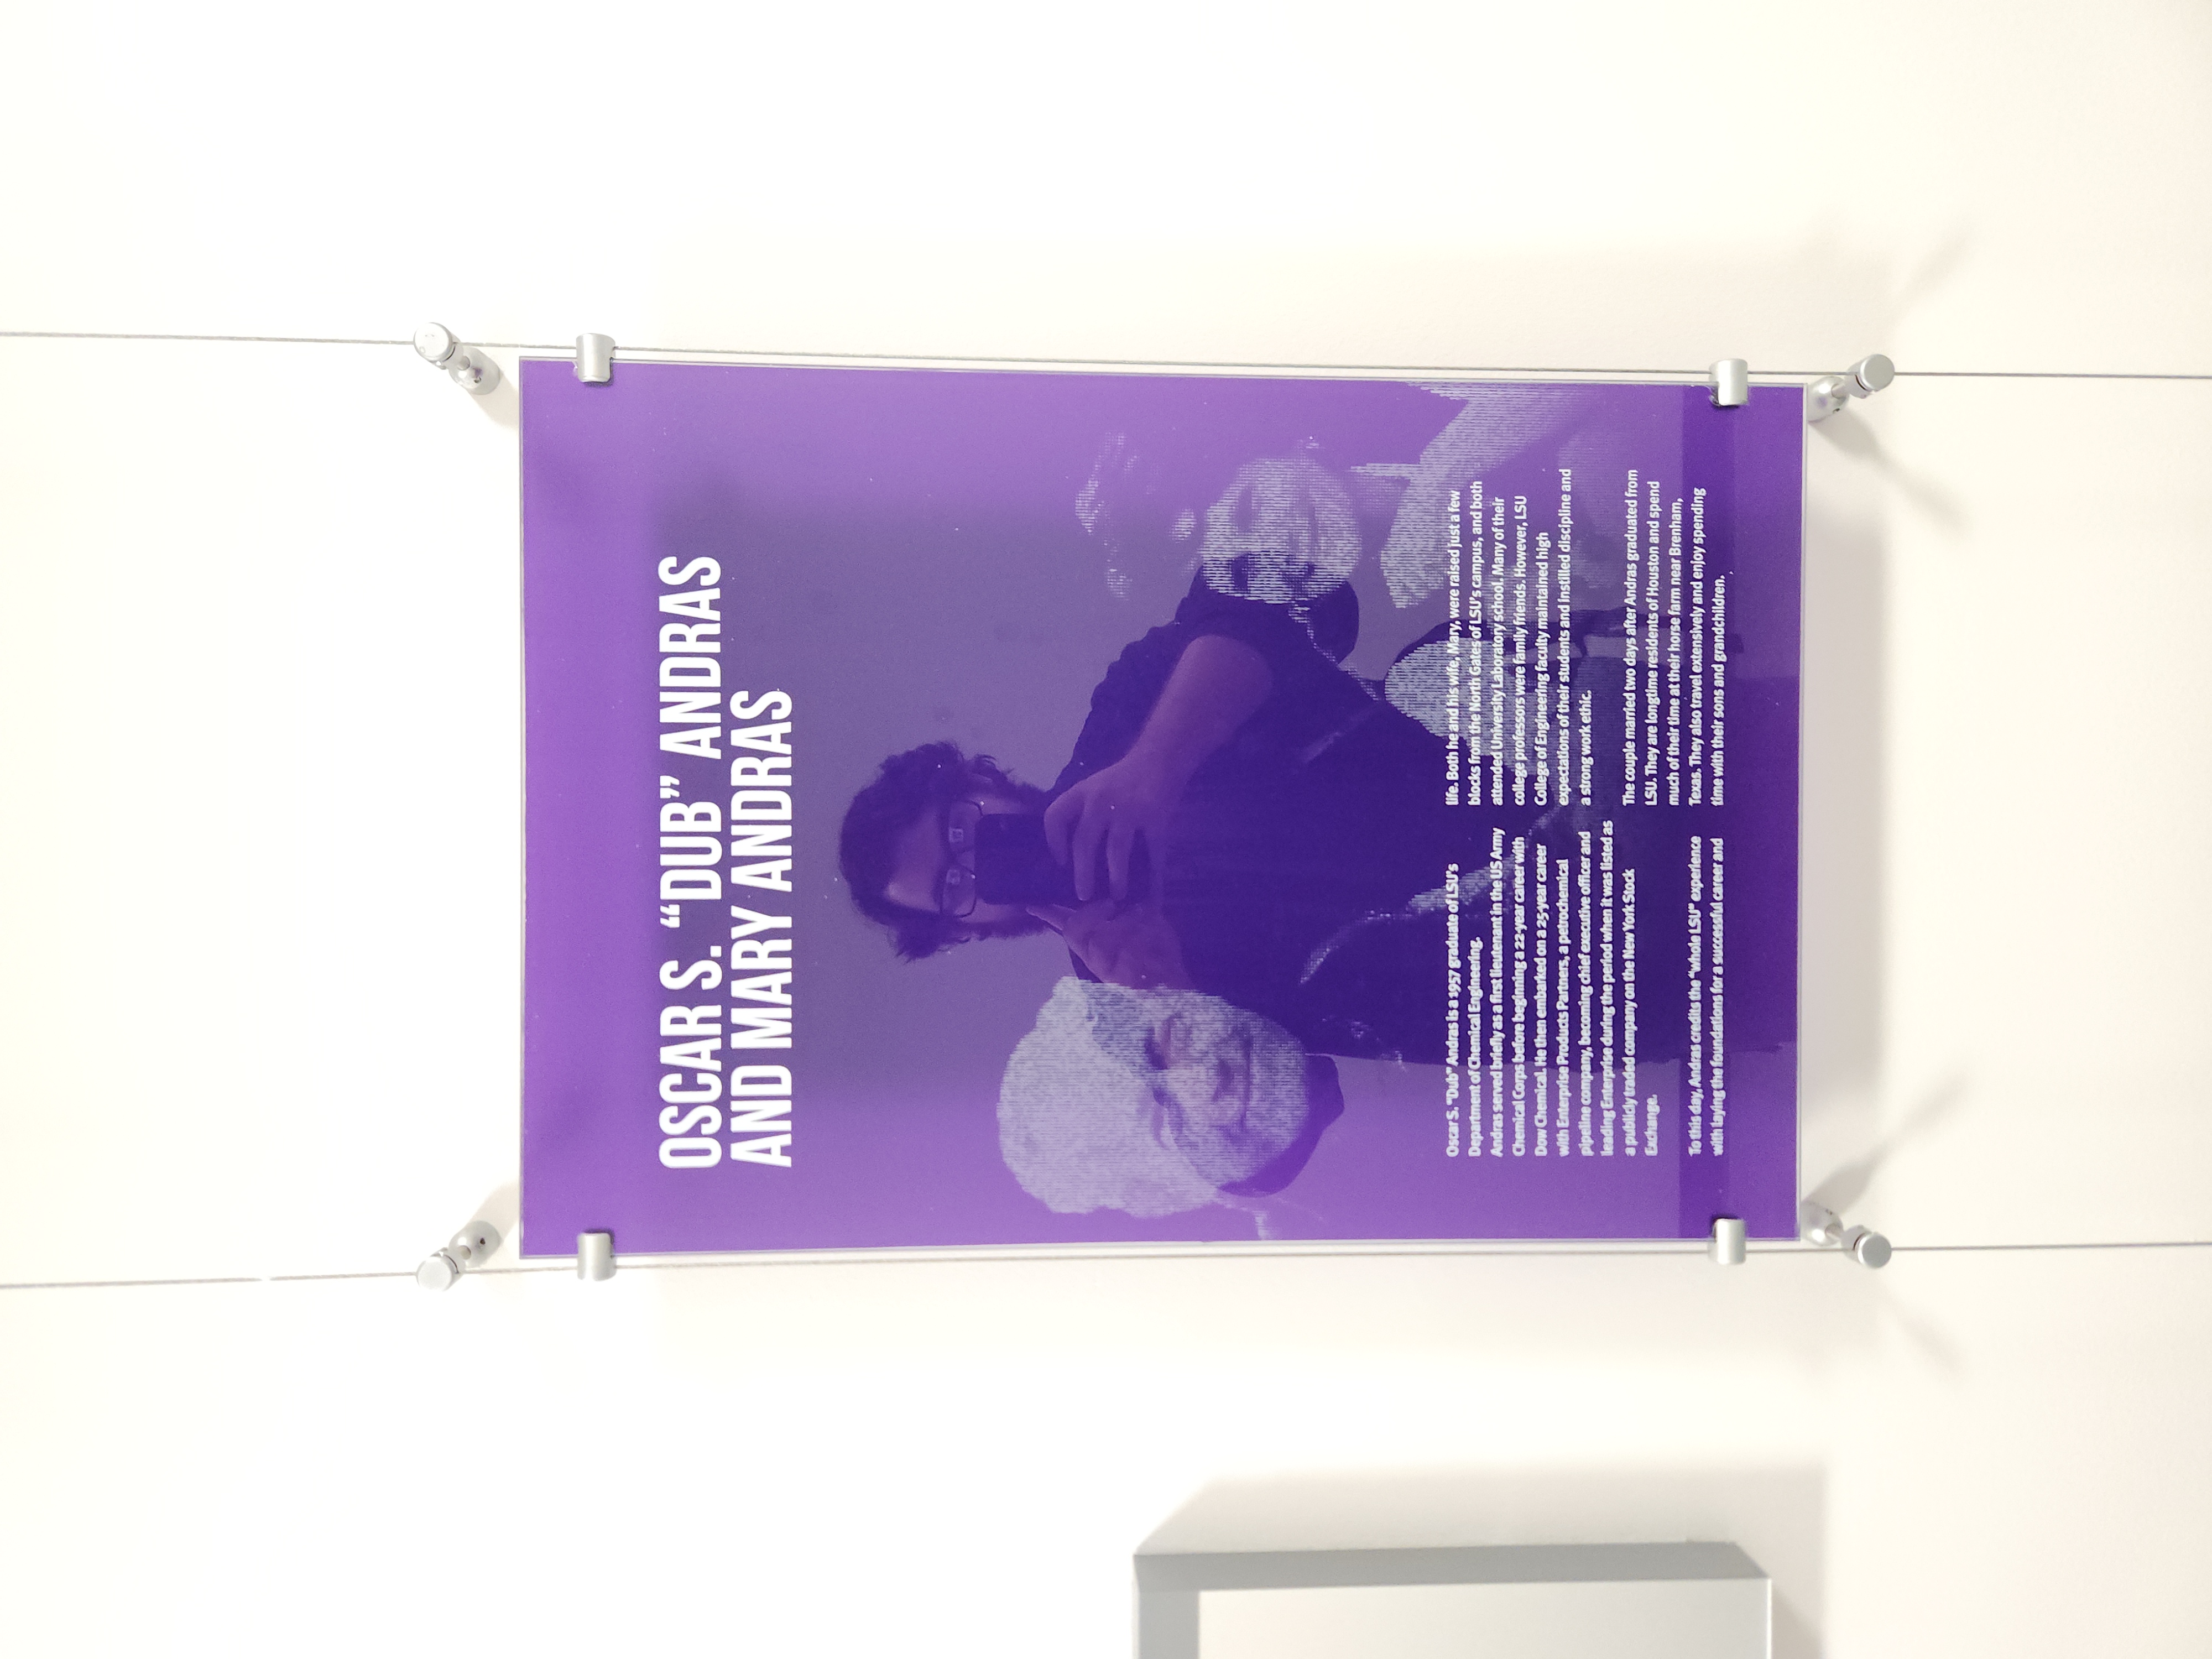 OSCAR S. “DUB” ANDRAS
AND MARY ANDRAS
Oscar S. “Dub” Andras is a 1957 graduate of LSU’s
Department of Chemical Engineering.
Andras served briefly as a first lieutenant in the US Army
Chemical Corps before beginning a 22-year career with
Dow Chemical. He then embarked on a 25-year career
with Enterprise Products Partners, a petrochemical
pipeline company, becoming chief executive officer and
leading Enterprise during the period when it was listed as
a publicly traded company on the New York Stock
Exchange.
To this day, Andras credits the “whole LSU” experience
with laying the foundations for a successful career and
life. Both he and his wife, Mary, were raised just a few
blocks from the North Gates of LSU’s campus, and both
attended University Laboratory school. Many of their
college professors were family friends. However, LSU
College of Engineering faculty maintained high
expectations of their students and instilled discipline and
a strong work ethic.
The couple married two days after Andras graduated from
LSU. They are longtime residents of Houston and spend
much of their time at their horse farm near Brenham,
Texas. They also travel extensively and enjoy spending
time with their sons and grandchildren.